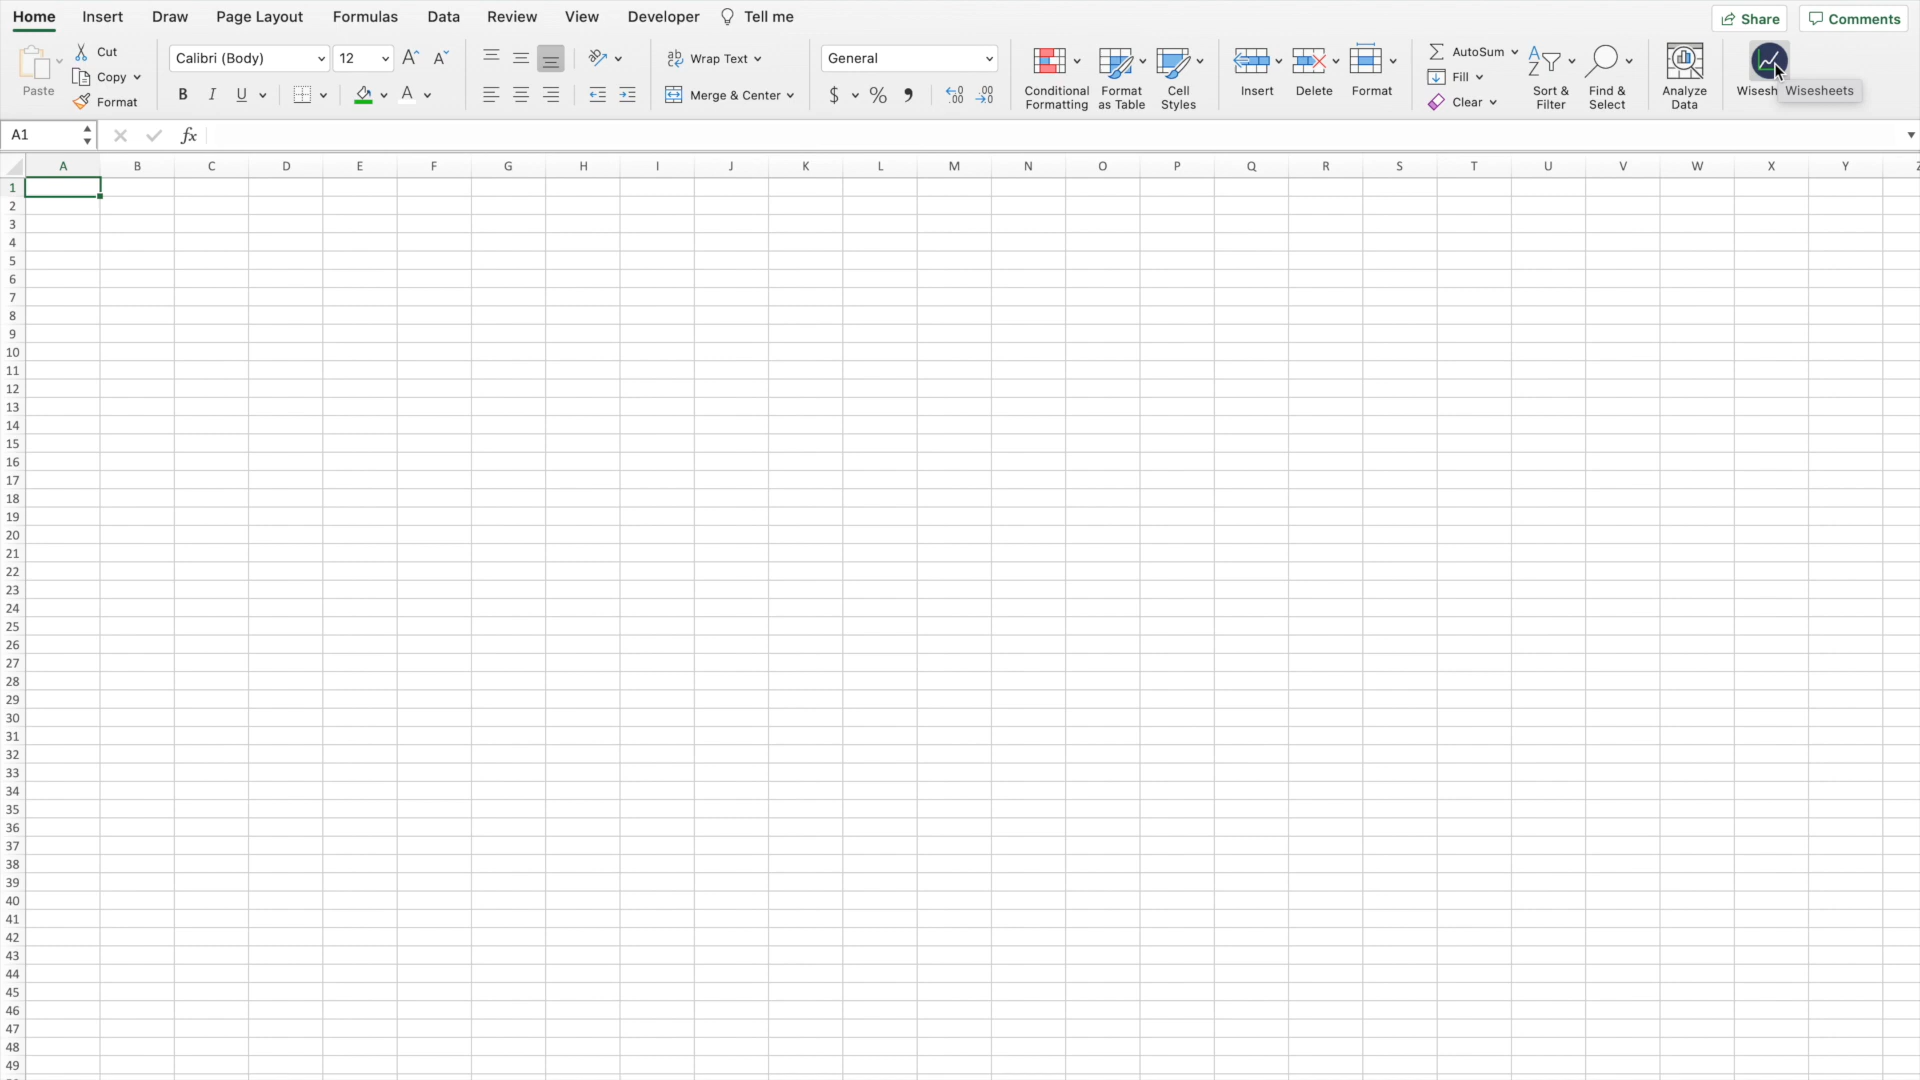 Home Insert Draw Page Layout Formulas Data Review View Developer Tell me Share Comments
Paste Cut Copy Format
Calibri (Body) 12 A A
B I U A
ab c Wrap Text
Merge & Center
General
$ % 9 .00 .0 .00
Conditional Formatting
Format as Table
Cell Styles
Insert Delete Format
AutoSum
Fill
Clear
Sort & Filter
Find & Select
Analyze Data
Wisesh Wisesheets
A1 fx
A B C D E F G H I J K L M N O P Q R S T U V W X Y
1
2
3
4
5
6
7
8
9
10
11
12
13
14
15
16
17
18
19
20
21
22
23
24
25
26
27
28
29
30
31
32
33
34
35
36
37
38
39
40
41
42
43
44
45
46
47
48
49